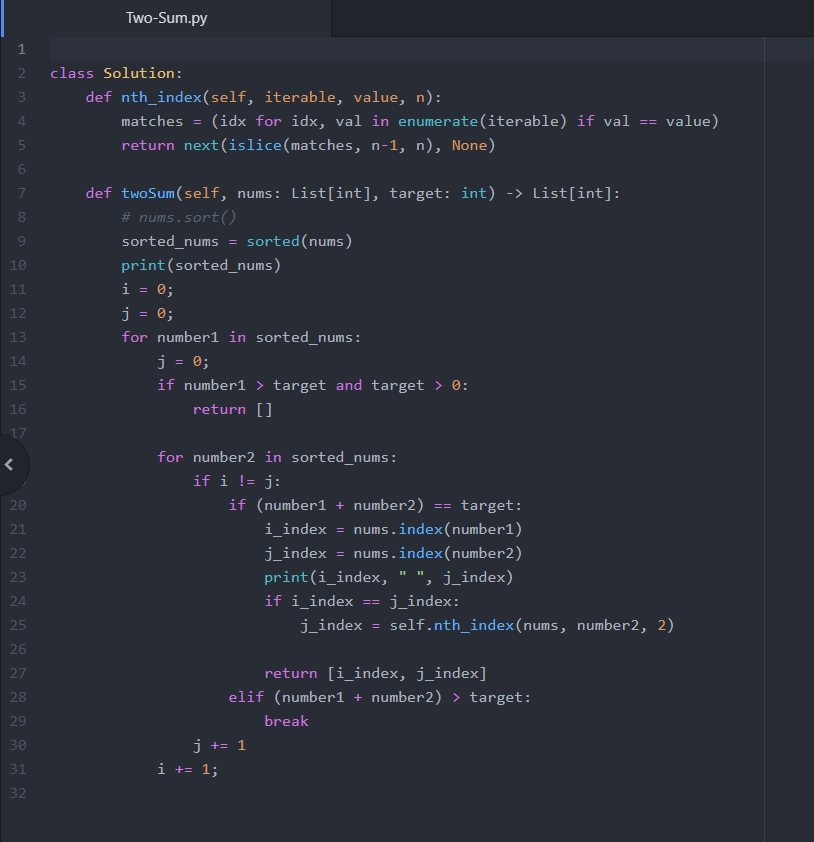 Two-Sum.py
1
2 class Solution:
3     def nth_index(self, iterable, value, n):
4         matches = (idx for idx, val in enumerate(iterable) if val == value)
5         return next(islice(matches, n-1, n), None)
6
7     def twoSum(self, nums: List[int], target: int) -> List[int]:
8         # nums.sort()
9         sorted_nums = sorted(nums)
10         print(sorted_nums)
11         i = 0;
12         j = 0;
13         for number1 in sorted_nums:
14             j = 0;
15             if number1 > target and target > 0:
16                 return []
17
            for number2 in sorted_nums:
                if i != j:
20                     if (number1 + number2) == target:
21                         i_index = nums.index(number1)
22                         j_index = nums.index(number2)
23                         print(i_index, " ", j_index)
24                         if i_index == j_index:
25                             j_index = self.nth_index(nums, number2, 2)
26
27                         return [i_index, j_index]
28                     elif (number1 + number2) > target:
29                         break
30                 j += 1
31             i += 1;
32